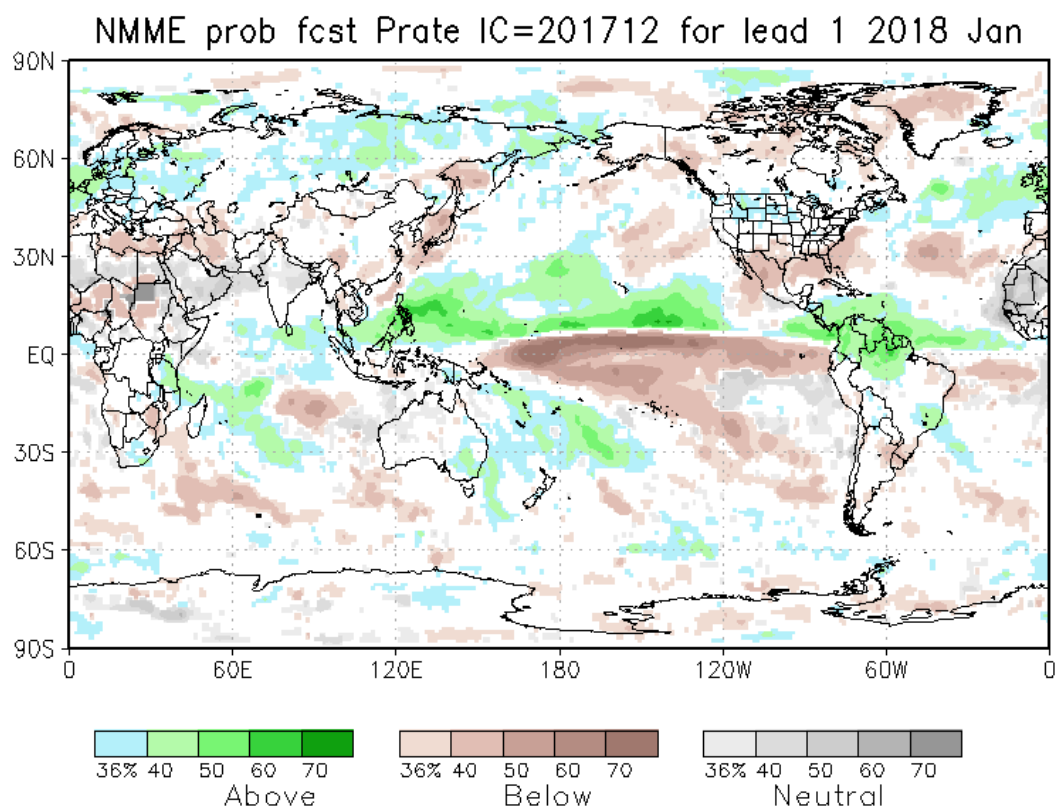 NMME prob fcst Prate IC=201712 for lead 1 2018 Jan
90N
60N
30N
EQ
30S
60S
90S
0 60E 120E 180 120W 60W 0
36% 40 50 60 70
Above
36% 40 50 60 70
Below
36% 40 50 60 70
Neutral